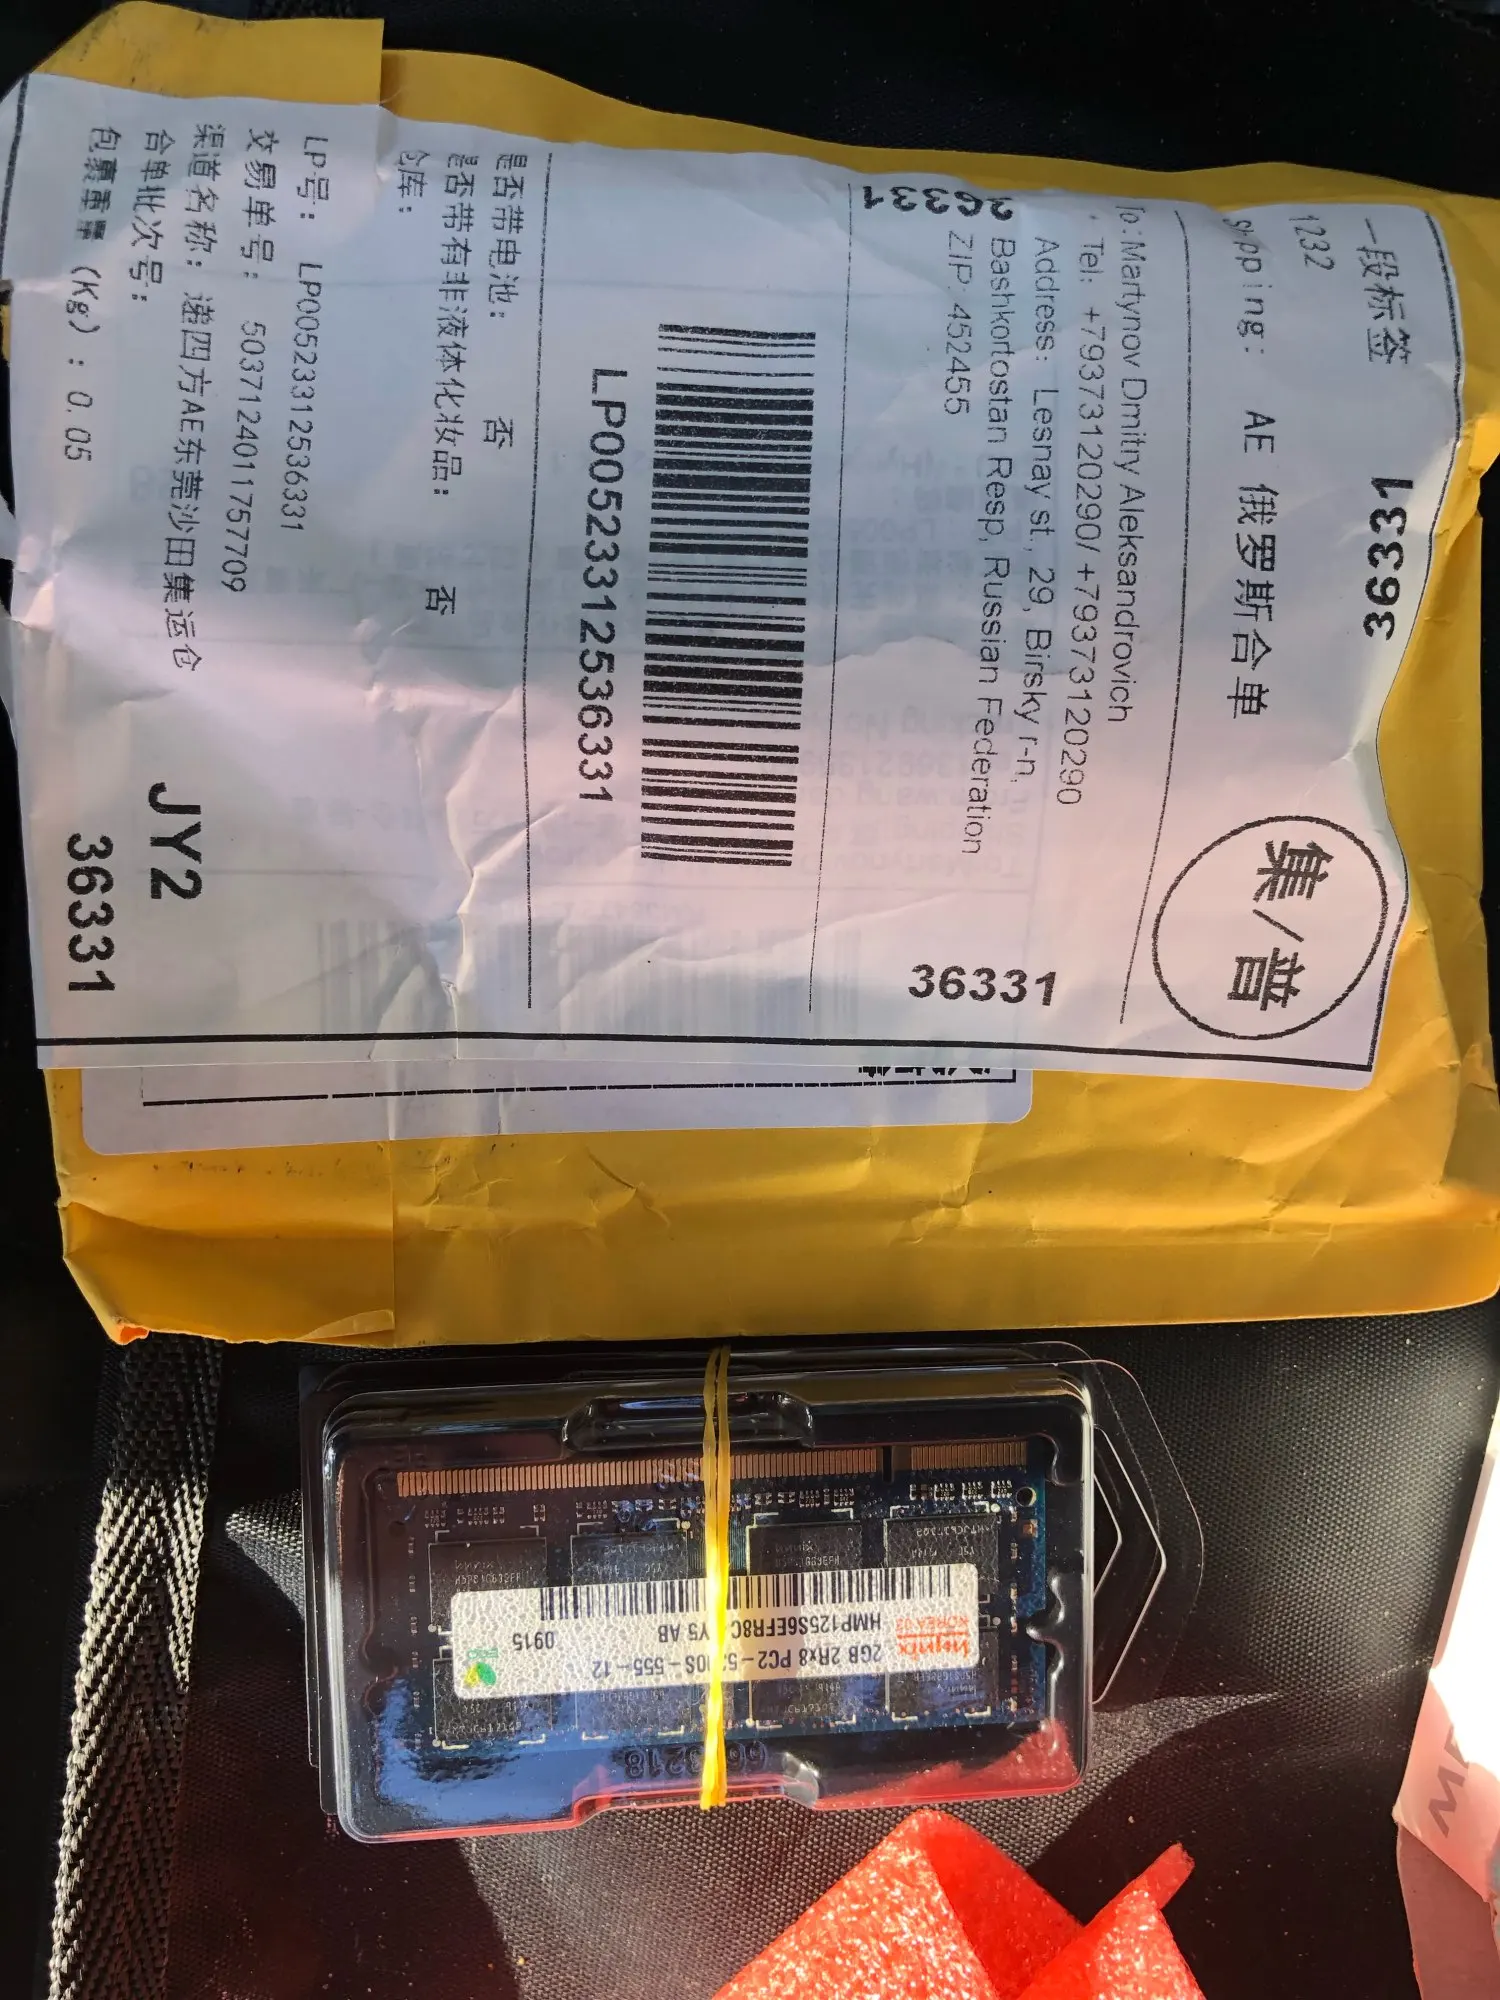 一段标签 36331
1232
AE 俄罗斯合单
集/普
To: Martynov Dmitry Aleksandrovich
Tel: +79373120290/ +79373120290
Address: Lesnay st., 29, Birsky r-n,
Bashkortostan Resp, Russian Federation
ZIP: 452455
36331
36331
LP00523312536331
是否带电池: 否
是否带有非液体化妆品: 否
仓库:
LP号: LP00523312536331
交易单号: 5037124011757709
渠道名称: 递四方AE东莞沙田集运仓
合单批次号:
JY2
包裹重量 (Kg) : 0.05
36331
hynix
KOREA
2GB 2Rx8 PC2-5300S-555-12
AB 0915